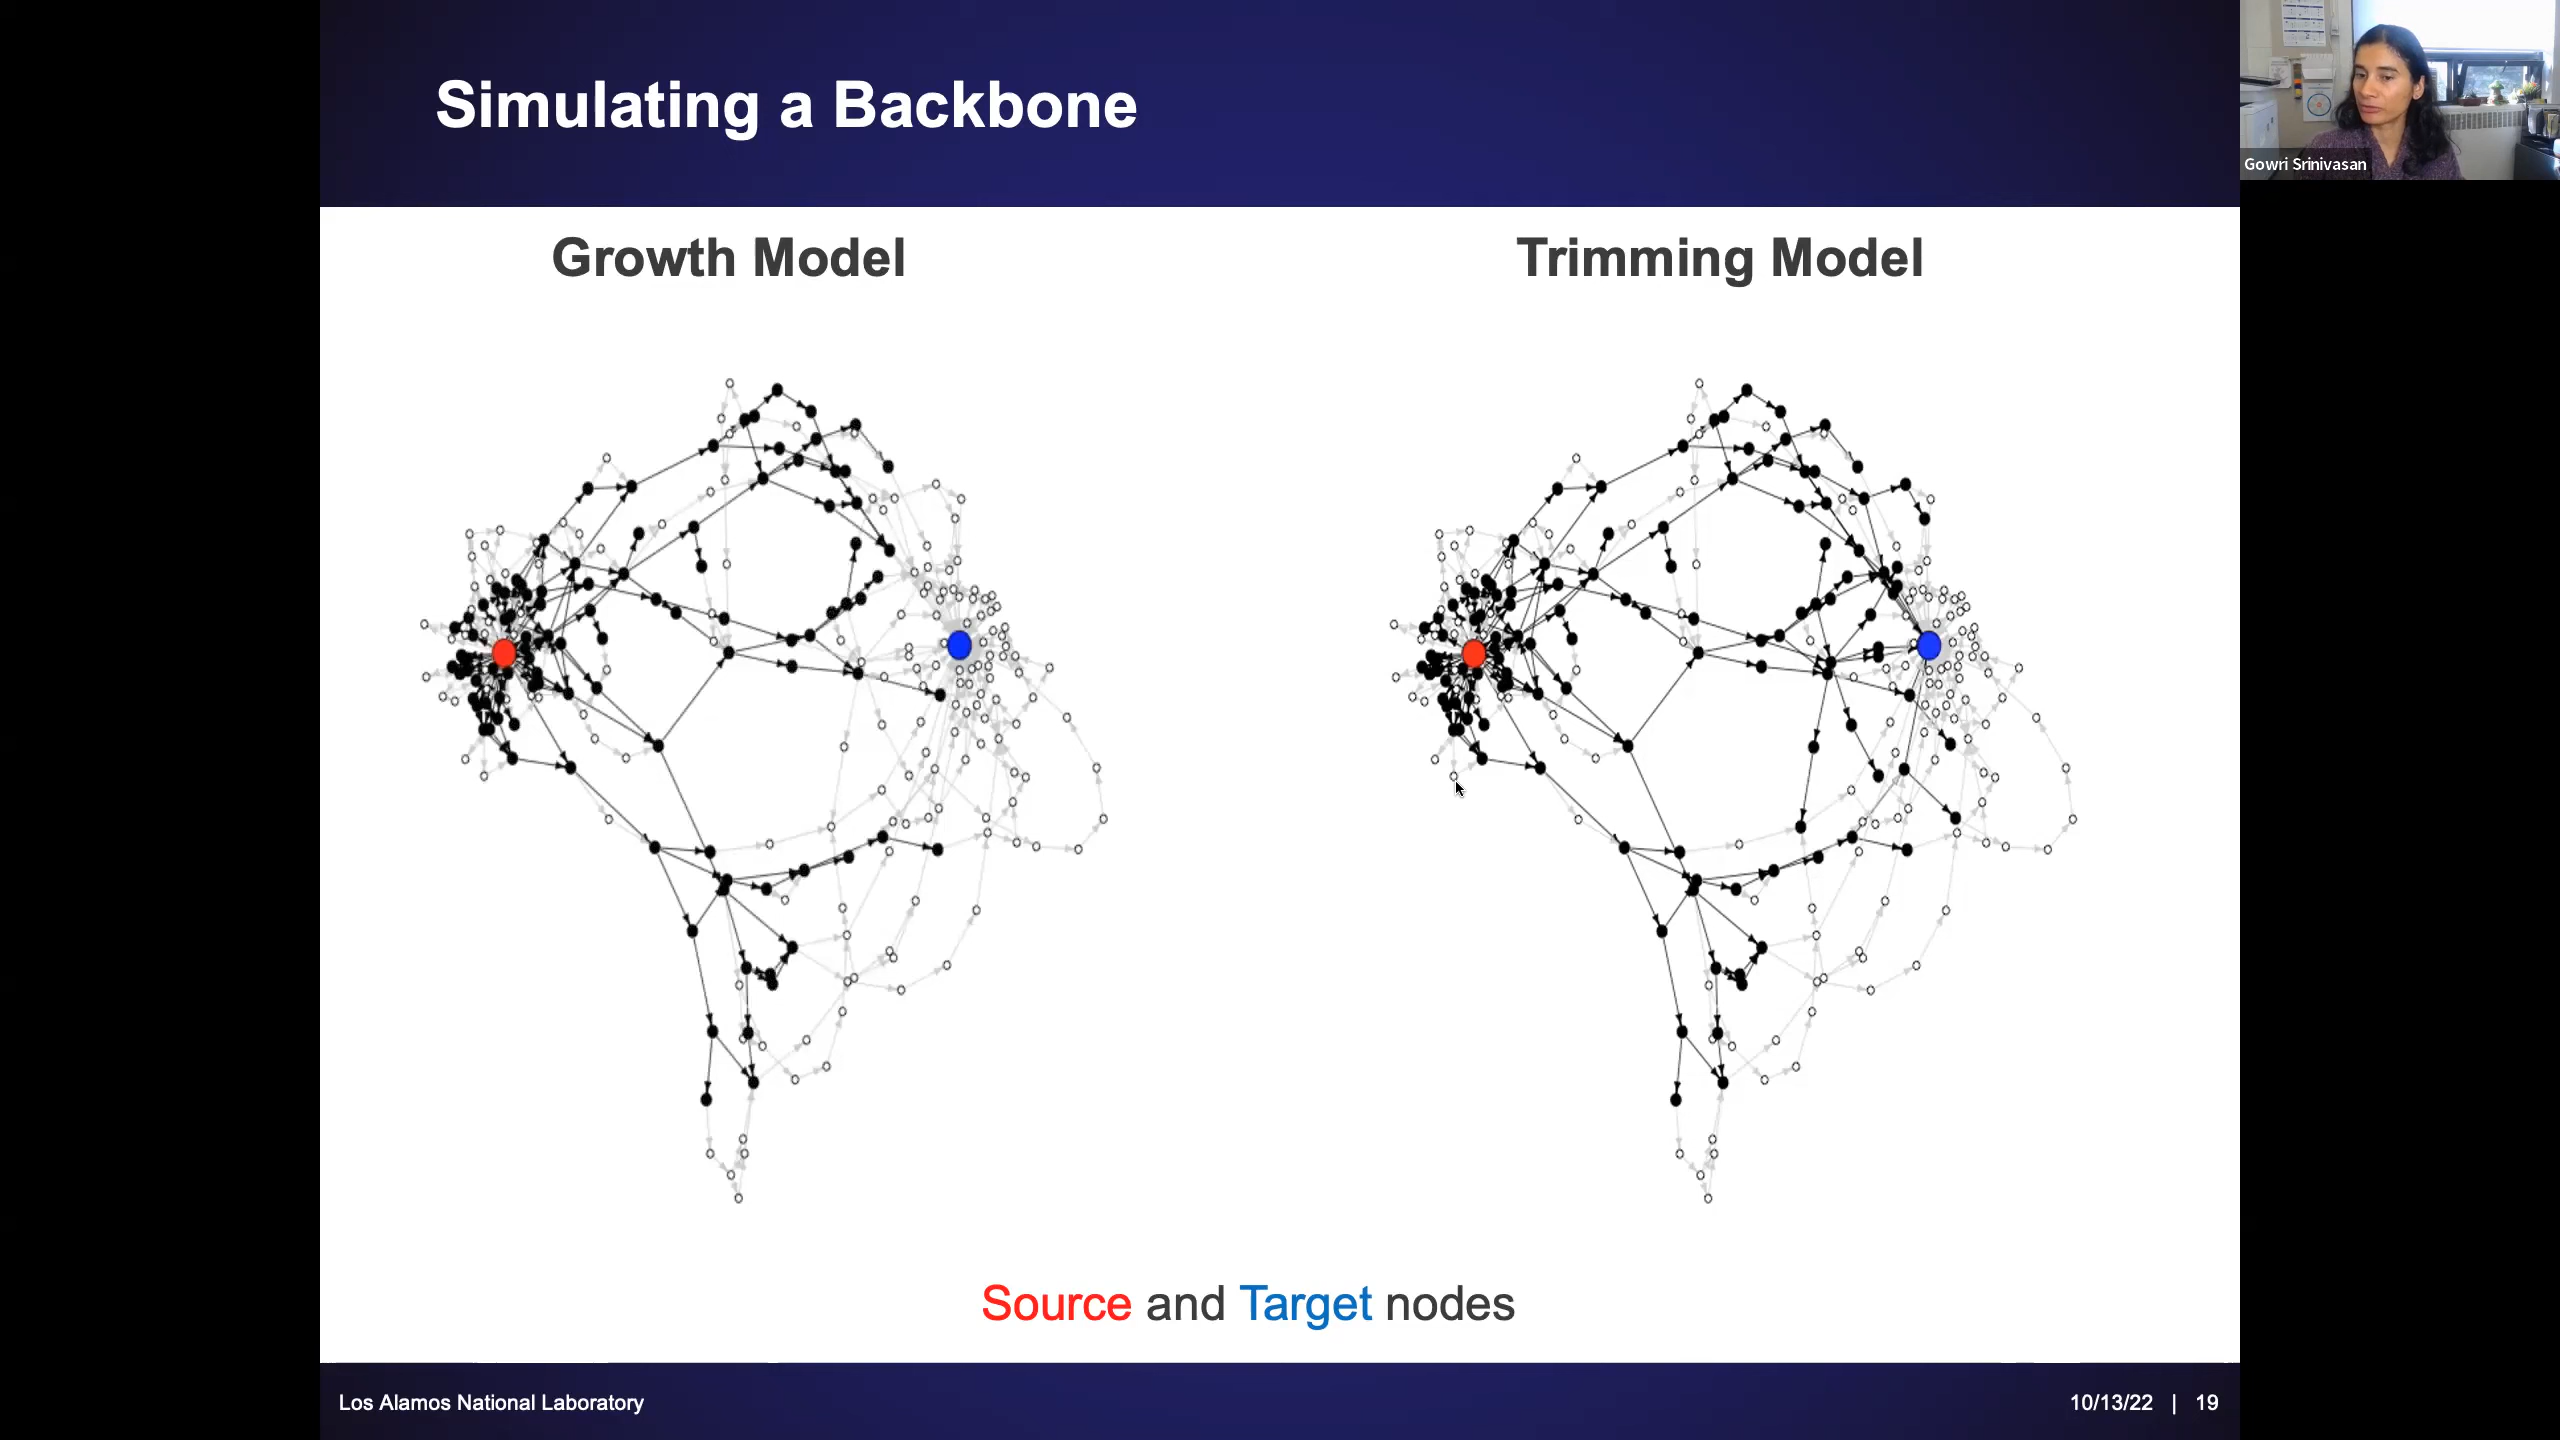 Simulating a Backbone
Gowri Srinivasan
Growth Model
Trimming Model
Source and Target nodes
Los Alamos National Laboratory
10/13/22 | 19